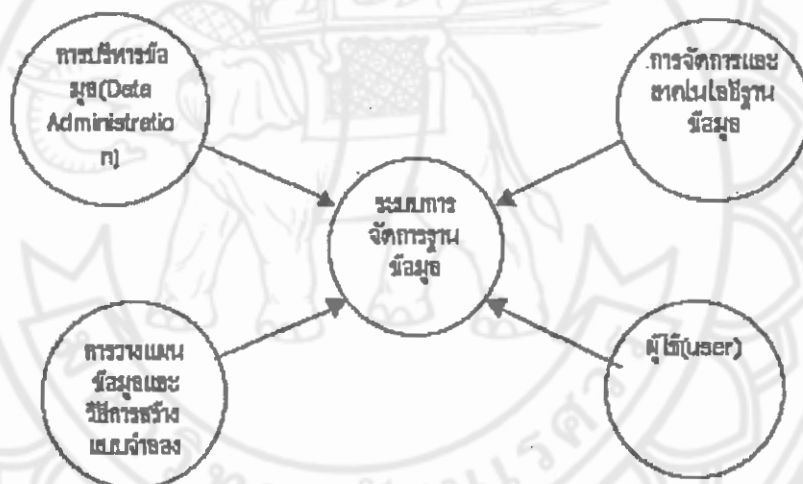 การบริหารข้อ
มูล(Data
Administratio
n)
การจัดการและ
เทคโนโลยีฐาน
ข้อมูล
ระบบการ
จัดการฐาน
ข้อมูล
การวางแผน
ข้อมูลและ
วิธีการสร้าง
แบบจำลอง
ผู้ใช้(user)